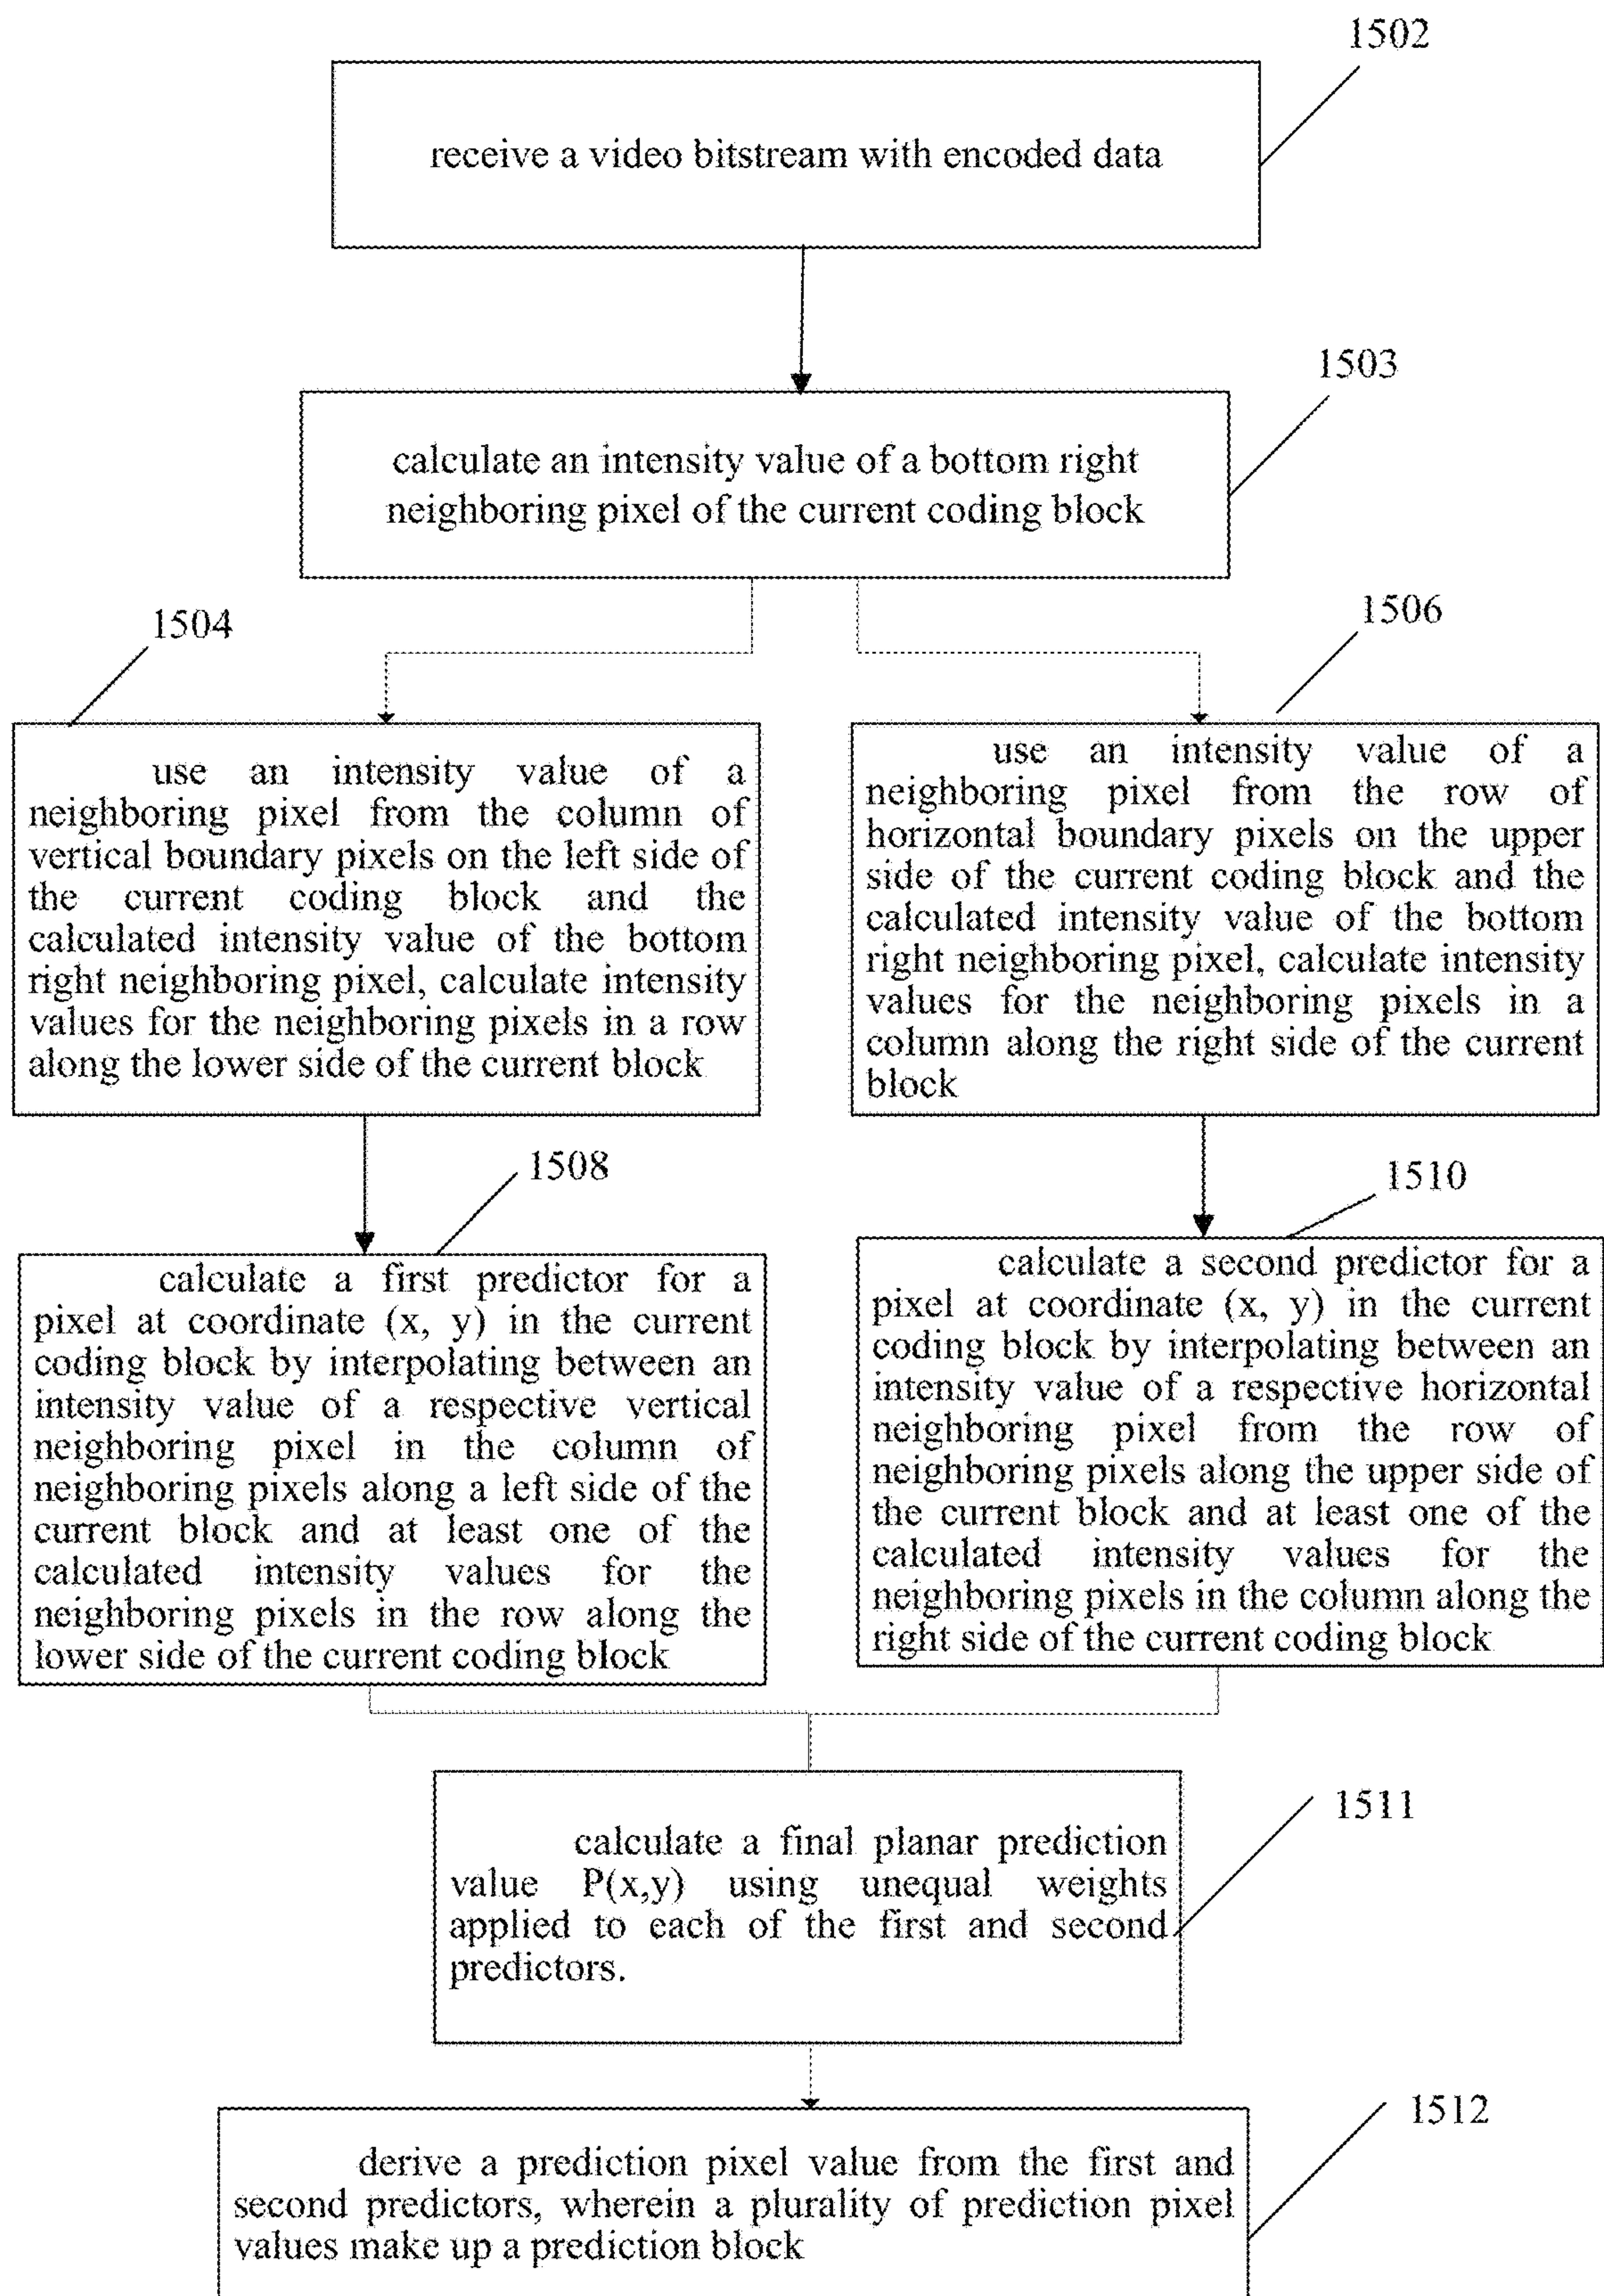 1502
receive a video bitstream with encoded data
1503
calculate an intensity value of a bottom right
neighboring pixel of the current coding block
1504
use an intensity value of a
neighboring pixel from the column of
vertical boundary pixels on the left side of
the current coding block and the
calculated intensity value of the bottom
right neighboring pixel, calculate intensity
values for the neighboring pixels in a row
along the lower side of the current block
1506
use an intensity value of a
neighboring pixel from the row of
horizontal boundary pixels on the upper
side of the current coding block and the
calculated intensity value of the bottom
right neighboring pixel, calculate intensity
values for the neighboring pixels in a
column along the right side of the current
block
1508
calculate a first predictor for a
pixel at coordinate (x, y) in the current
coding block by interpolating between an
intensity value of a respective vertical
neighboring pixel in the column of
neighboring pixels along a left side of the
current block and at least one of the
calculated intensity values for the
neighboring pixels in the row along the
lower side of the current coding block
1510
calculate a second predictor for a
pixel at coordinate (x, y) in the current
coding block by interpolating between an
intensity value of a respective horizontal
neighboring pixel from the row of
neighboring pixels along the upper side of
the current block and at least one of the
calculated intensity values for the
neighboring pixels in the column along the
right side of the current coding block
1511
calculate a final planar prediction
value P(x,y) using unequal weights
applied to each of the first and second
predictors.
1512
derive a prediction pixel value from the first and
second predictors, wherein a plurality of prediction pixel
values make up a prediction block